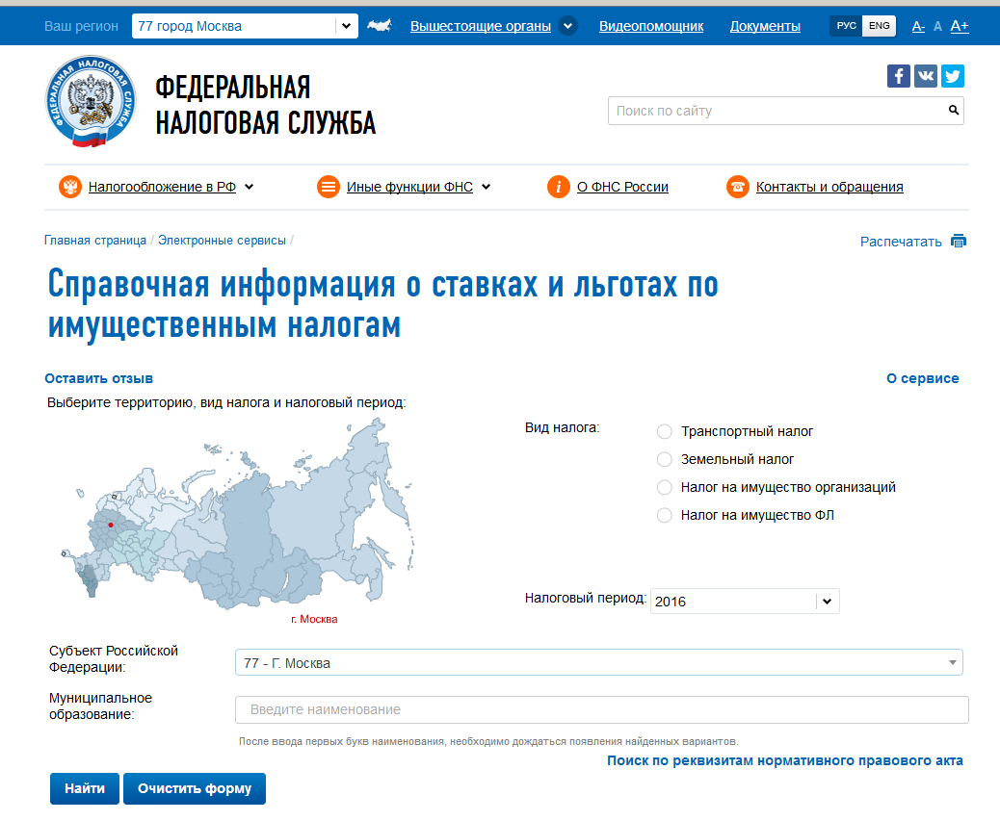 Ваш регион 77 город Москва Вышестоящие органы Видеопомощник Документы РУС ENG A- A A+
ФЕДЕРАЛЬНАЯ НАЛОГОВАЯ СЛУЖБА
ФЕДЕРАЛЬНАЯ
НАЛОГОВАЯ СЛУЖБА
Поиск по сайту
Налогообложение в РФ Иные функции ФНС О ФНС России Контакты и обращения
Главная страница / Электронные сервисы /
Распечатать
Справочная информация о ставках и льготах по
имущественным налогам
Оставить отзыв
О сервисе
Выберите территорию, вид налога и налоговый период:
г. Москва
Вид налога:
Транспортный налог
Земельный налог
Налог на имущество организаций
Налог на имущество ФЛ
Налоговый период: 2016
Субъект Российской
Федерации:
77 - Г. Москва
Муниципальное
образование:
Введите наименование
После ввода первых букв наименования, необходимо дождаться появления найденных вариантов.
Поиск по реквизитам нормативного правового акта
Найти Очистить форму